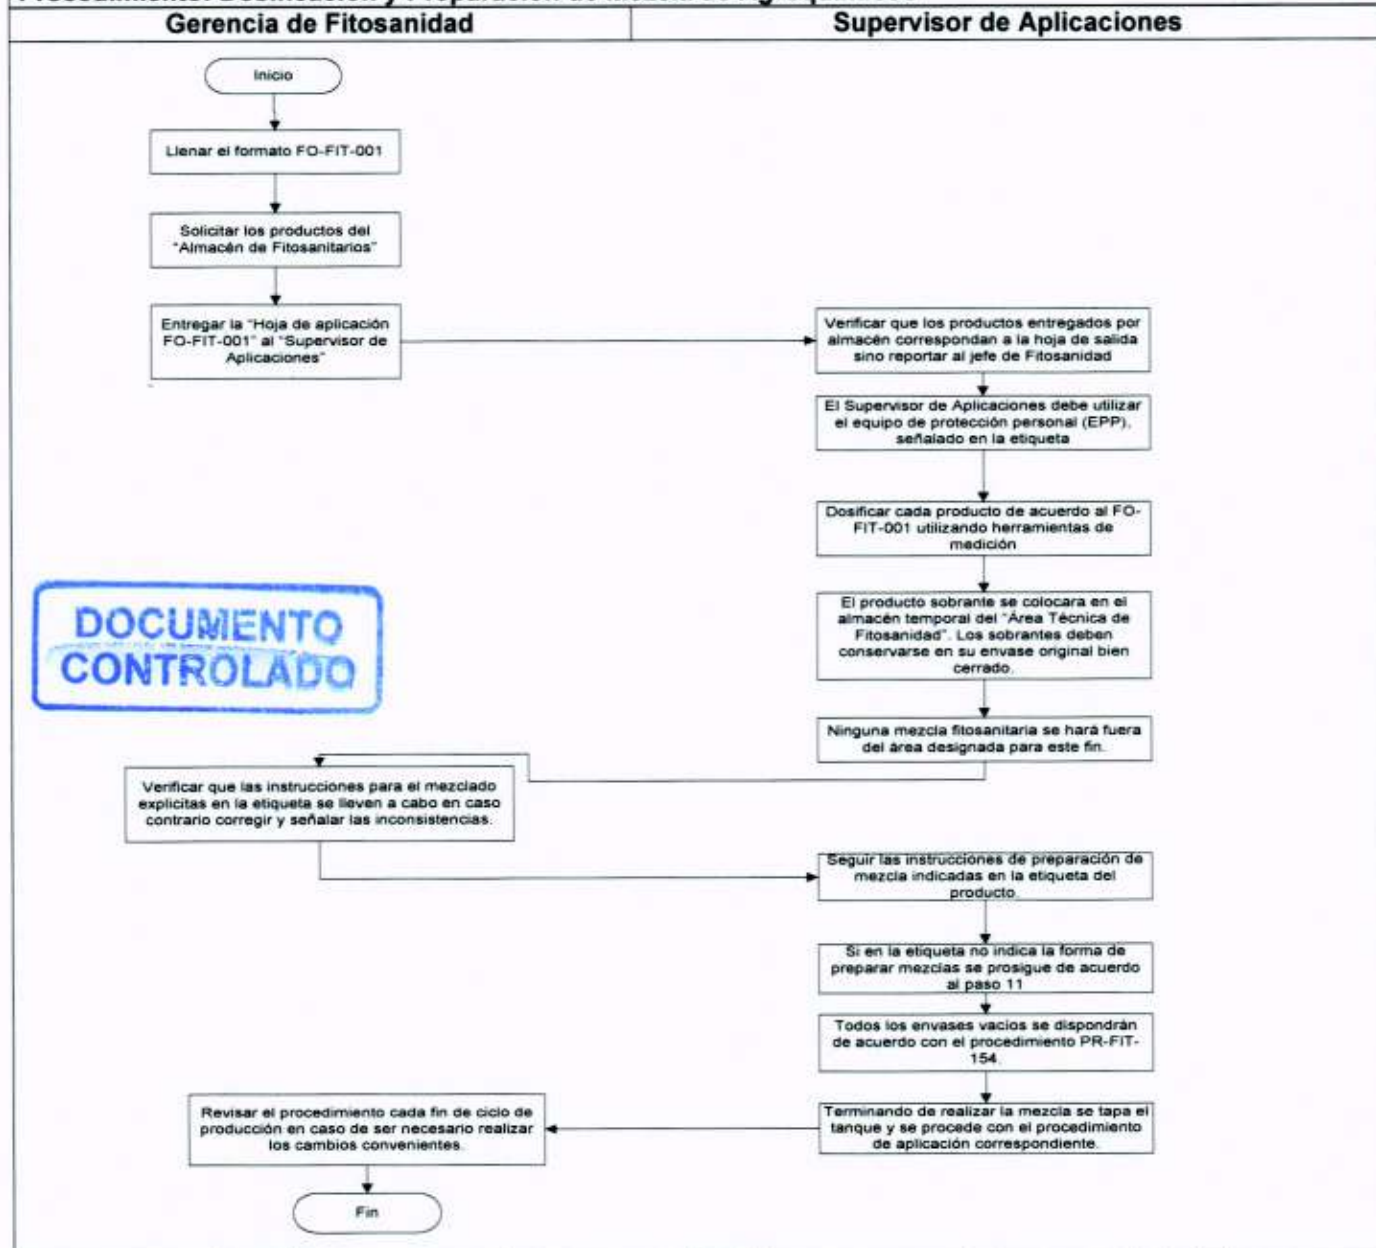 Procedimiento: Dosificación y Preparación de Mezcla de Agroquímicos
Gerencia de Fitosanidad
Supervisor de Aplicaciones
Inicio
Llenar el formato FO-FIT-001
Solicitar los productos del
“Almacén de Fitosanitarios”
Entregar la “Hoja de aplicación
FO-FIT-001” al “Supervisor de
Aplicaciones”
Verificar que los productos entregados por
almacén correspondan a la hoja de salida
sino reportar al jefe de Fitosanidad
El Supervisor de Aplicaciones debe utilizar
el equipo de protección personal (EPP),
señalado en la etiqueta
Dosificar cada producto de acuerdo al FO-
FIT-001 utilizando herramientas de
medición
El producto sobrante se colocara en el
almacén temporal del “Área Técnica de
Fitosanidad”. Los sobrantes deben
conservarse en su envase original bien
cerrado.
DOCUMENTO
CONTROLADO
Ninguna mezcla fitosanitaria se hará fuera
del área designada para este fin.
Verificar que las instrucciones para el mezclado
explicitas en la etiqueta se lleven a cabo en caso
contrario corregir y señalar las inconsistencias.
Seguir las instrucciones de preparación de
mezcla indicadas en la etiqueta del
producto.
Si en la etiqueta no indica la forma de
preparar mezclas se prosigue de acuerdo
al paso 11
Todos los envases vacíos se dispondrán
de acuerdo con el procedimiento PR-FIT-
154.
Terminando de realizar la mezcla se tapa el
tanque y se procede con el procedimiento
de aplicación correspondiente.
Revisar el procedimiento cada fin de ciclo de
producción en caso de ser necesario realizar
los cambios convenientes.
Fin